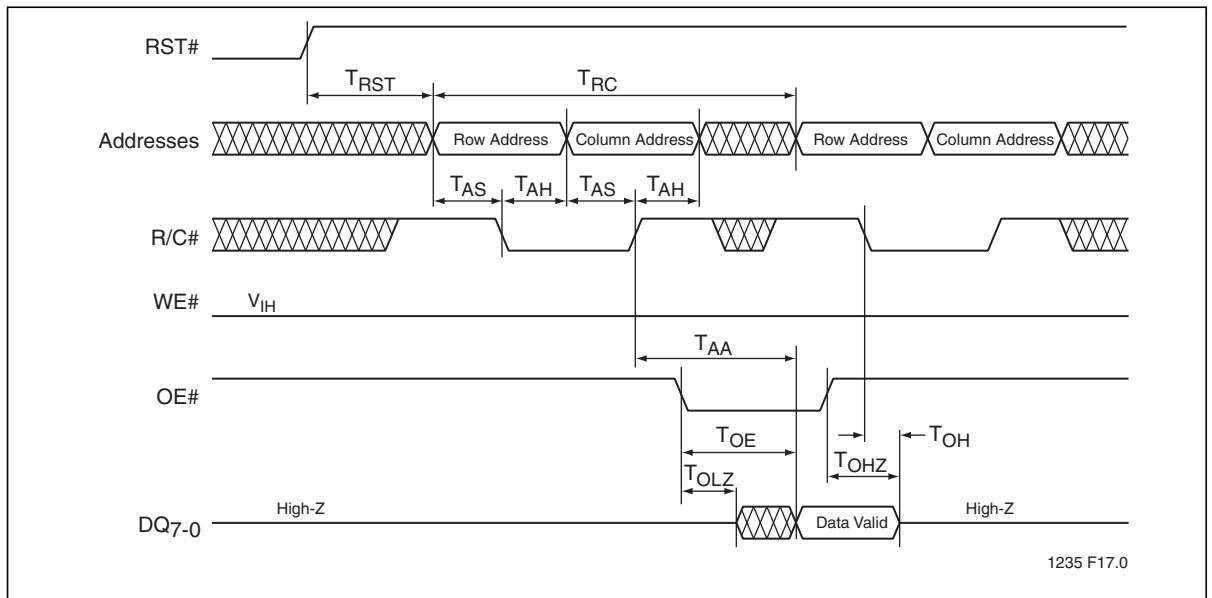 RST#
TRST
TRC
Addresses
Row Address
Column Address
Row Address
Column Address
TAS
TAH
TAS
TAH
R/C#
WE#
VIH
TAA
OE#
TOE
TOH
TOLZ
TOHZ
DQ7-0
High-Z
Data Valid
High-Z
1235 F17.0